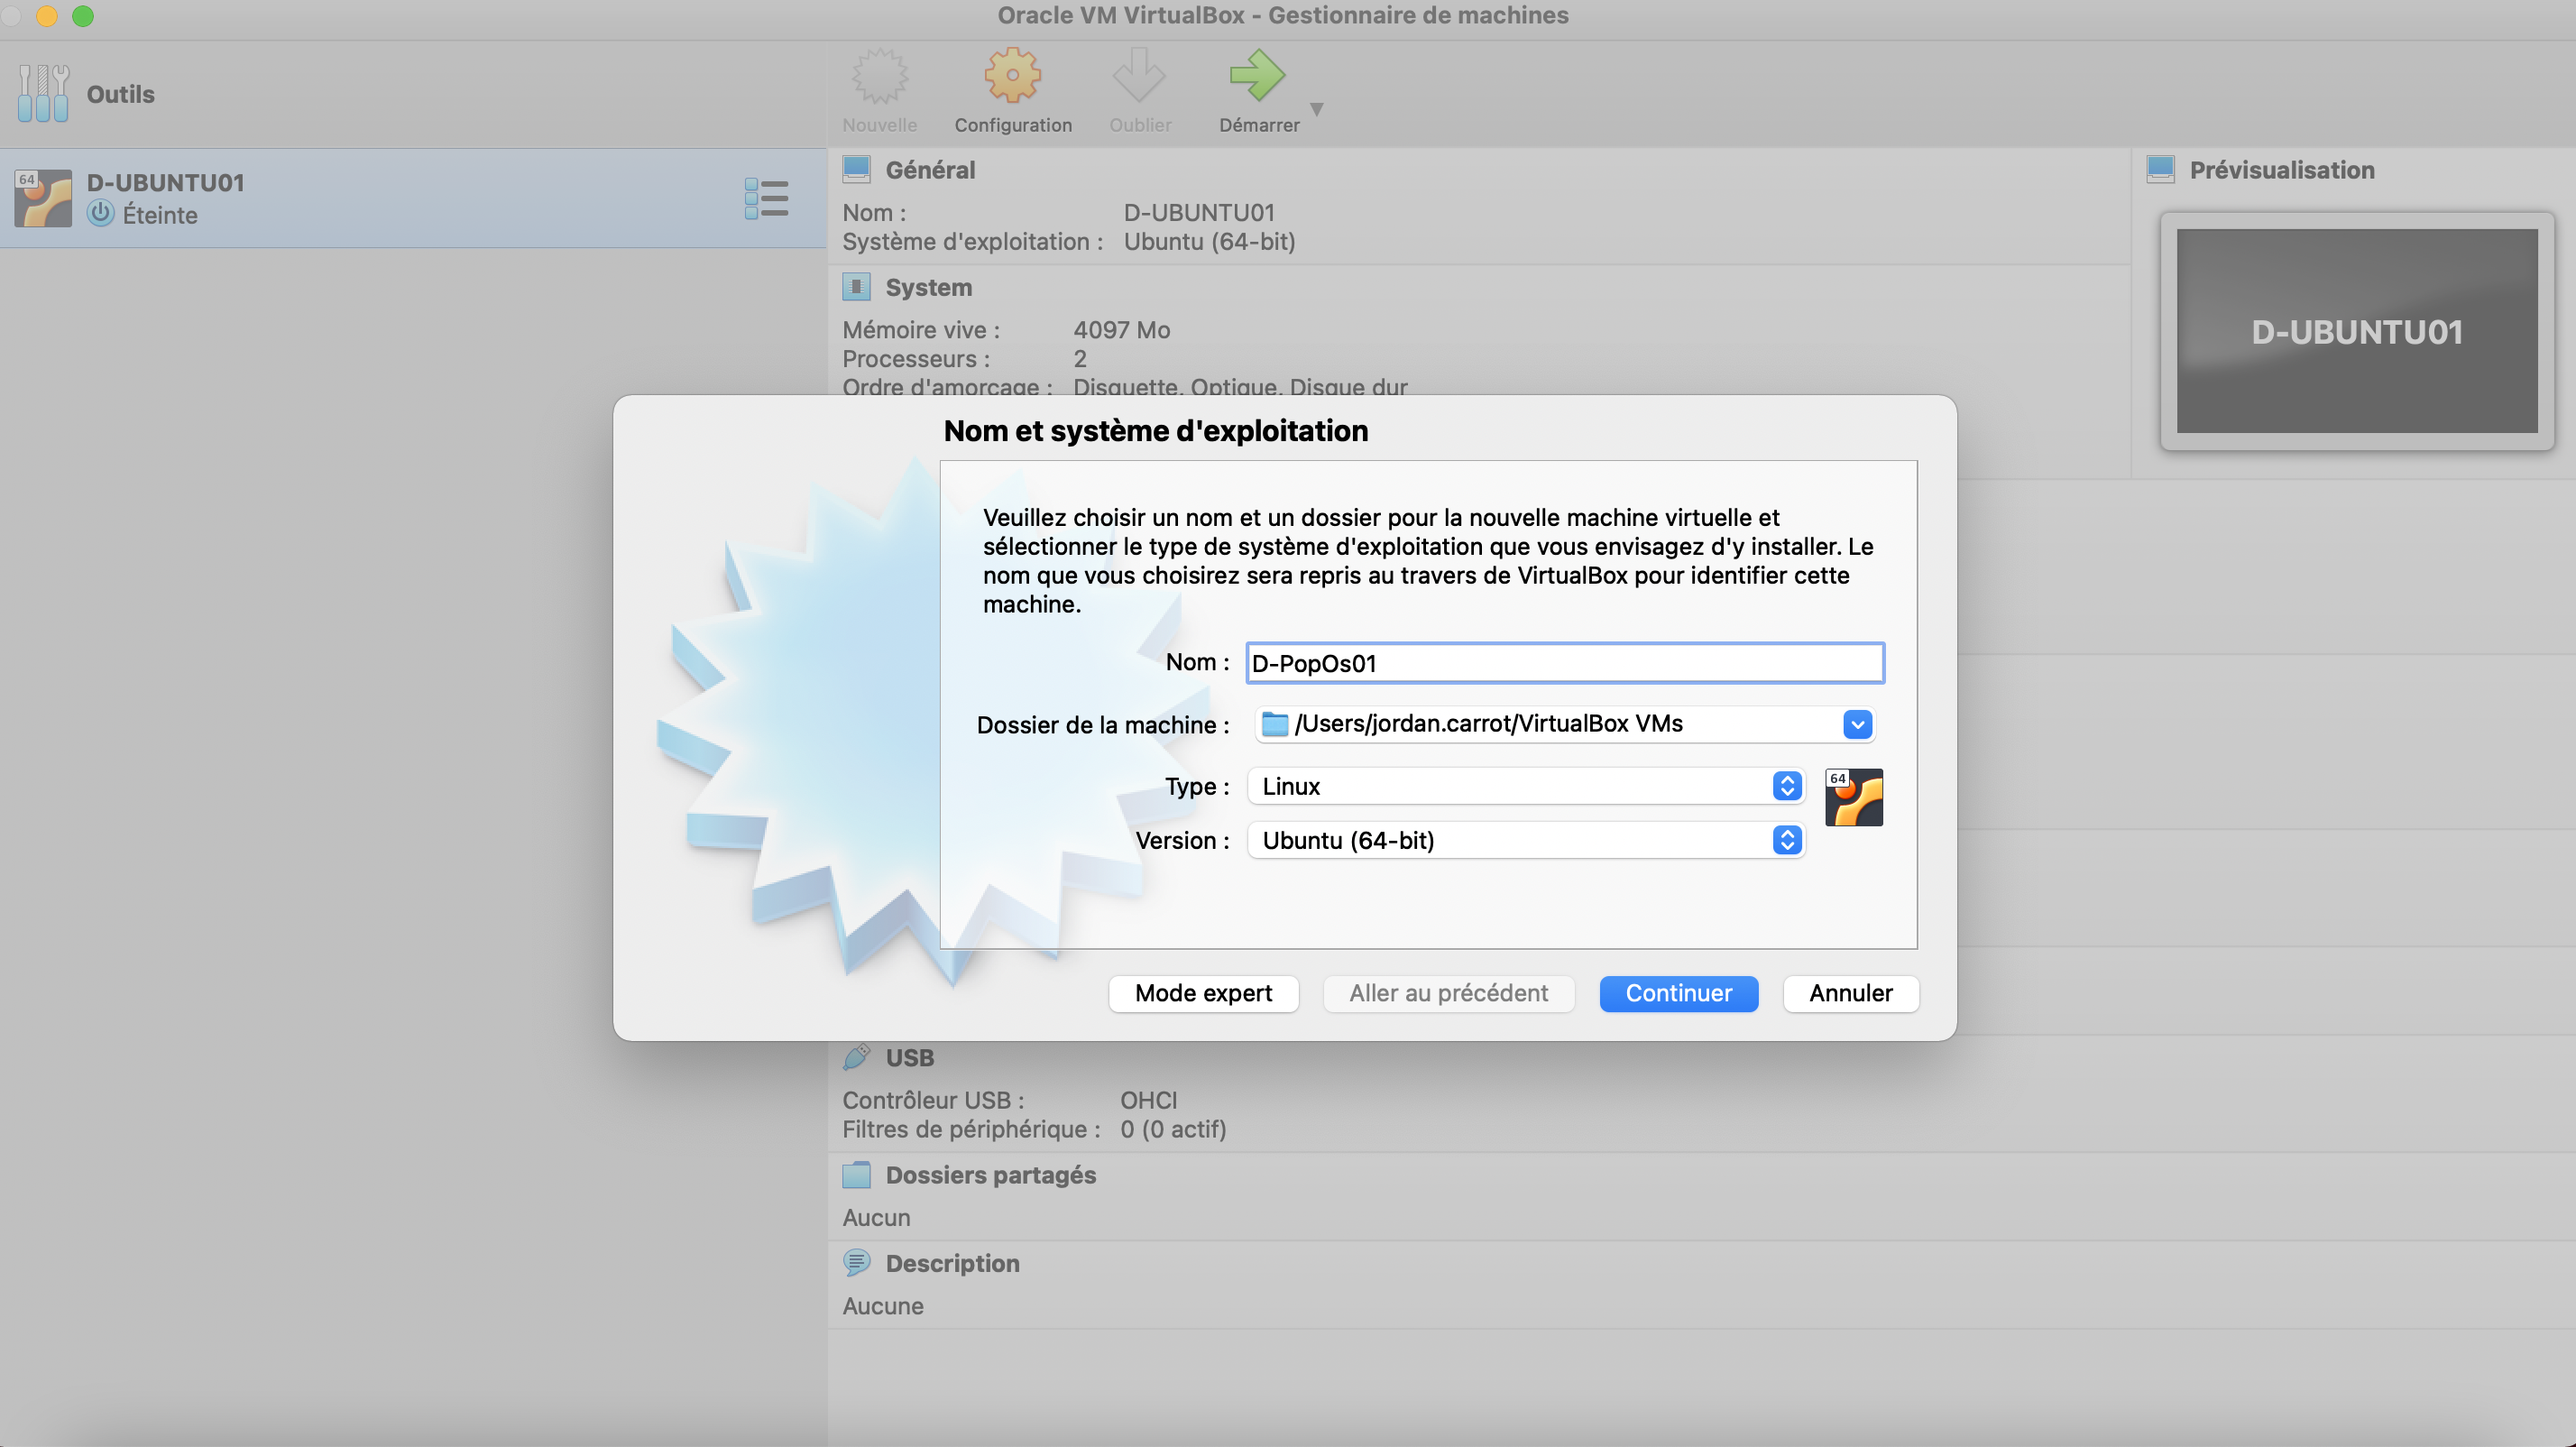 Oracle VM VirtualBox - Gestionnaire de machines
Outils
Nouvelle
Configuration
Oublier
Démarrer
64
D-UBUNTU01
Éteinte
Général
Nom :
D-UBUNTU01
Système d'exploitation :
Ubuntu (64-bit)
Prévisualisation
D-UBUNTU01
System
Mémoire vive :
4097 Mo
Processeurs :
2
Ordre d'amorçage :
Disquette, Optique, Disque dur
Nom et système d'exploitation
Veuillez choisir un nom et un dossier pour la nouvelle machine virtuelle et
sélectionner le type de système d'exploitation que vous envisagez d'y installer. Le
nom que vous choisirez sera repris au travers de VirtualBox pour identifier cette
machine.
Nom :
D-PopOs01
Dossier de la machine :
/Users/jordan.carrot/VirtualBox VMs
Type :
Linux
64
Version :
Ubuntu (64-bit)
Mode expert
Aller au précédent
Continuer
Annuler
USB
Contrôleur USB :
OHCI
Filtres de périphérique :
0 (0 actif)
Dossiers partagés
Aucun
Description
Aucune